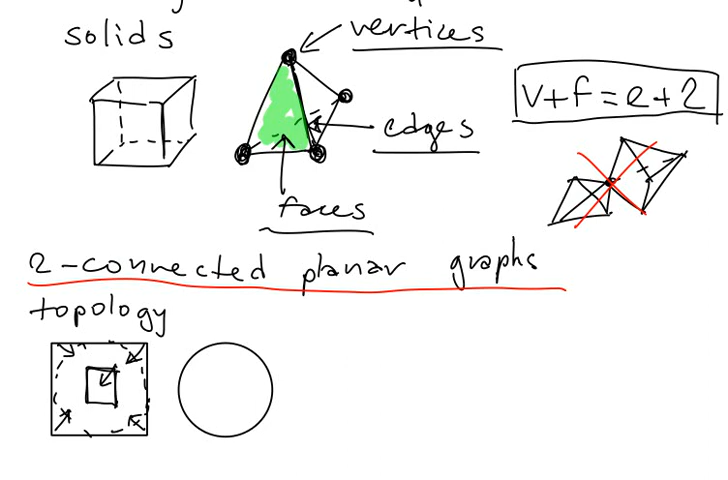 solids
vertices
v+f=e+2
edges
faces
2-connected planar graphs
topology